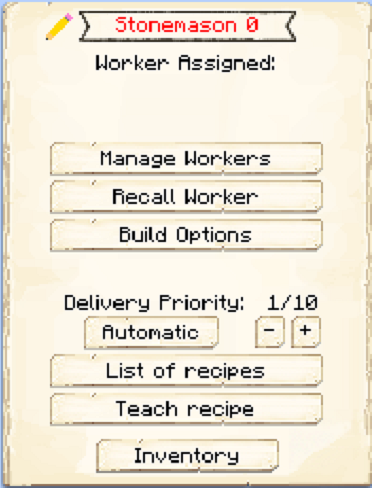 Stonemason 0
Worker Assigned:
Manage Workers
Recall Worker
Build Options
Delivery Priority: 1/10
Automatic - +
List of recipes
Teach recipe
Inventory